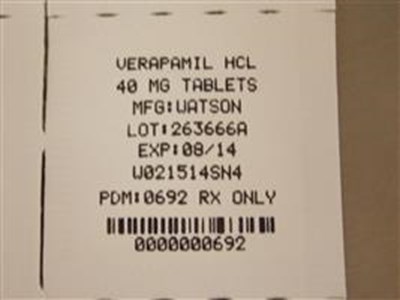 VERAPAMIL HCL
40 MG TABLETS
MFG:WATSON
LOT:263666A
EXP:08/14
W021514SN4
PDM:0692 RX ONLY
0000000692